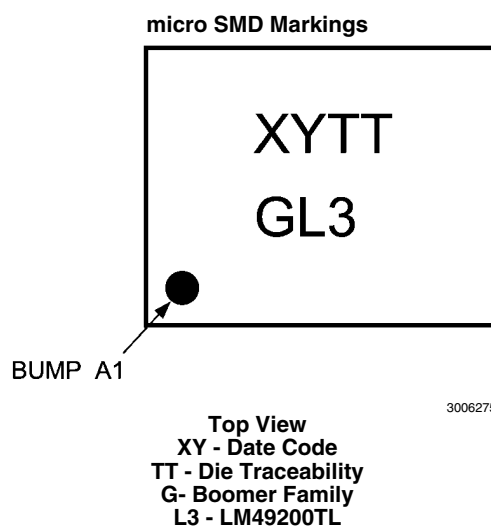 micro SMD Markings
XYTT
GL3
BUMP A1
3006275
Top View
XY - Date Code
TT - Die Traceability
G- Boomer Family
L3 - LM49200TL